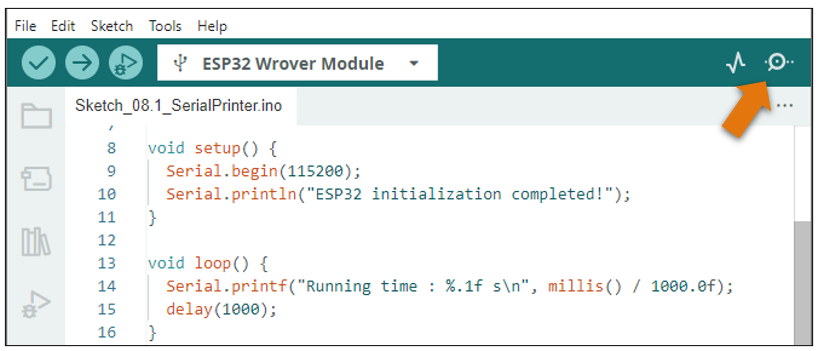 File Edit Sketch Tools Help
ESP32 Wrover Module
Sketch_08.1_SerialPrinter.ino
8 void setup() {
9 Serial.begin(115200);
10 Serial.println("ESP32 initialization completed!");
11 }
12
13 void loop() {
14 Serial.printf("Running time : %.1f s\n", millis() / 1000.0f);
15 delay(1000);
16 }